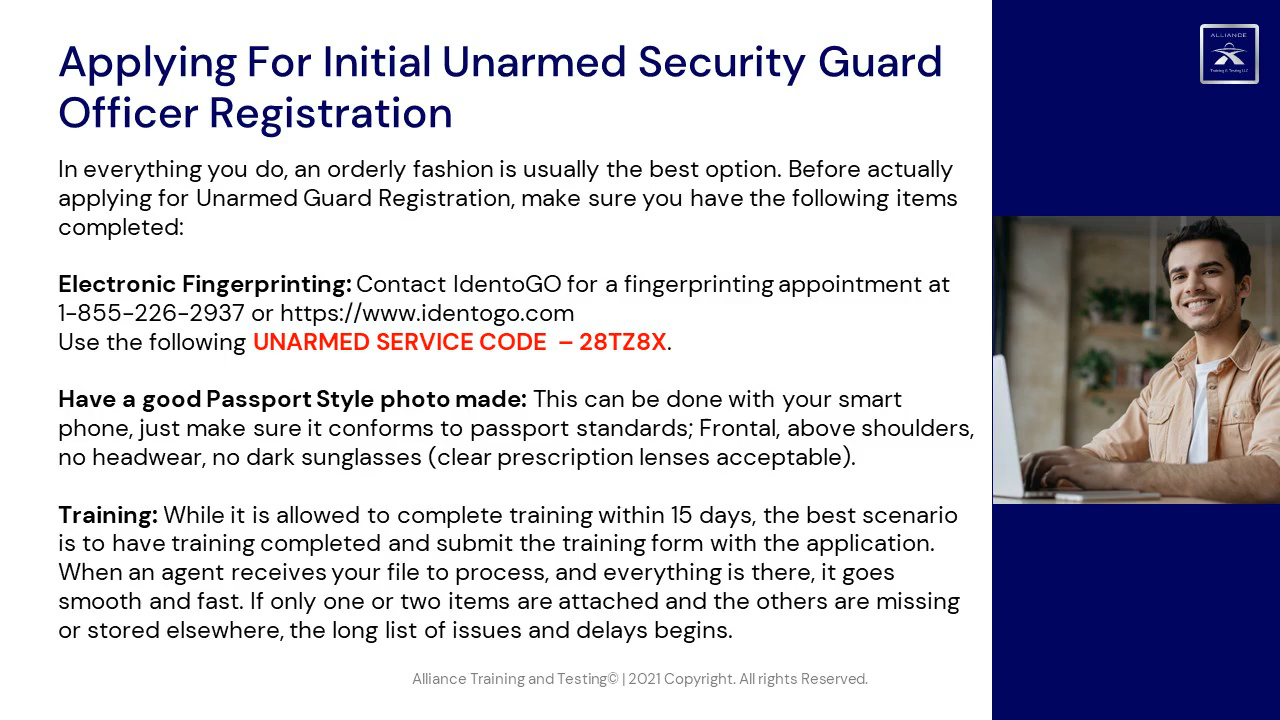 Applying For Initial Unarmed Security Guard
Officer Registration
ALLIANCE
Training & Testing LLC
In everything you do, an orderly fashion is usually the best option. Before actually
applying for Unarmed Guard Registration, make sure you have the following items
completed:
Electronic Fingerprinting: Contact IdentoGO for a fingerprinting appointment at
1-855-226-2937 or https://www.identogo.com
Use the following UNARMED SERVICE CODE – 28TZ8X.
Have a good Passport Style photo made: This can be done with your smart
phone, just make sure it conforms to passport standards; Frontal, above shoulders,
no headwear, no dark sunglasses (clear prescription lenses acceptable).
Training: While it is allowed to complete training within 15 days, the best scenario
is to have training completed and submit the training form with the application.
When an agent receives your file to process, and everything is there, it goes
smooth and fast. If only one or two items are attached and the others are missing
or stored elsewhere, the long list of issues and delays begins.
Alliance Training and Testing© | 2021 Copyright. All rights Reserved.